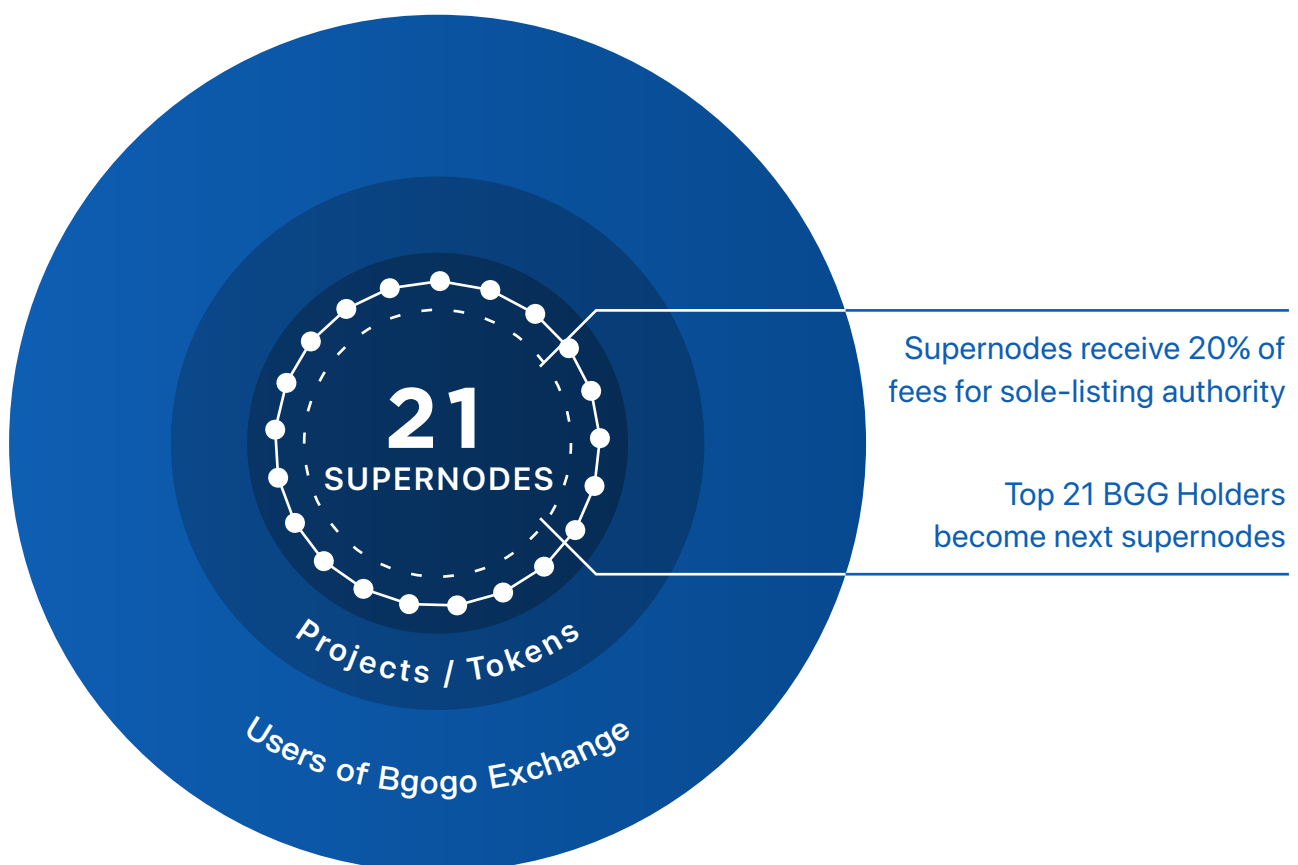 21
SUPERNODES
Supernodes receive 20% of
fees for sole-listing authority
Top 21 BGG Holders
become next supernodes
Projects / Tokens
Users of Bgogo Exchange